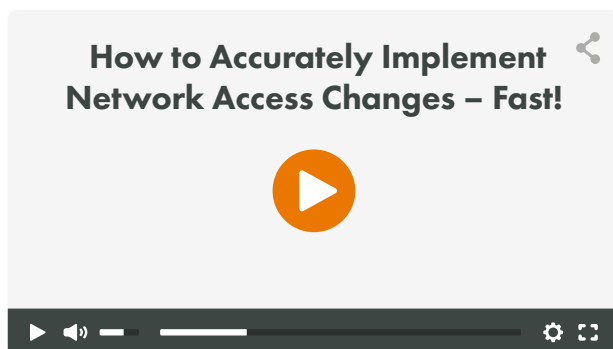 How to Accurately Implement
Network Access Changes – Fast!